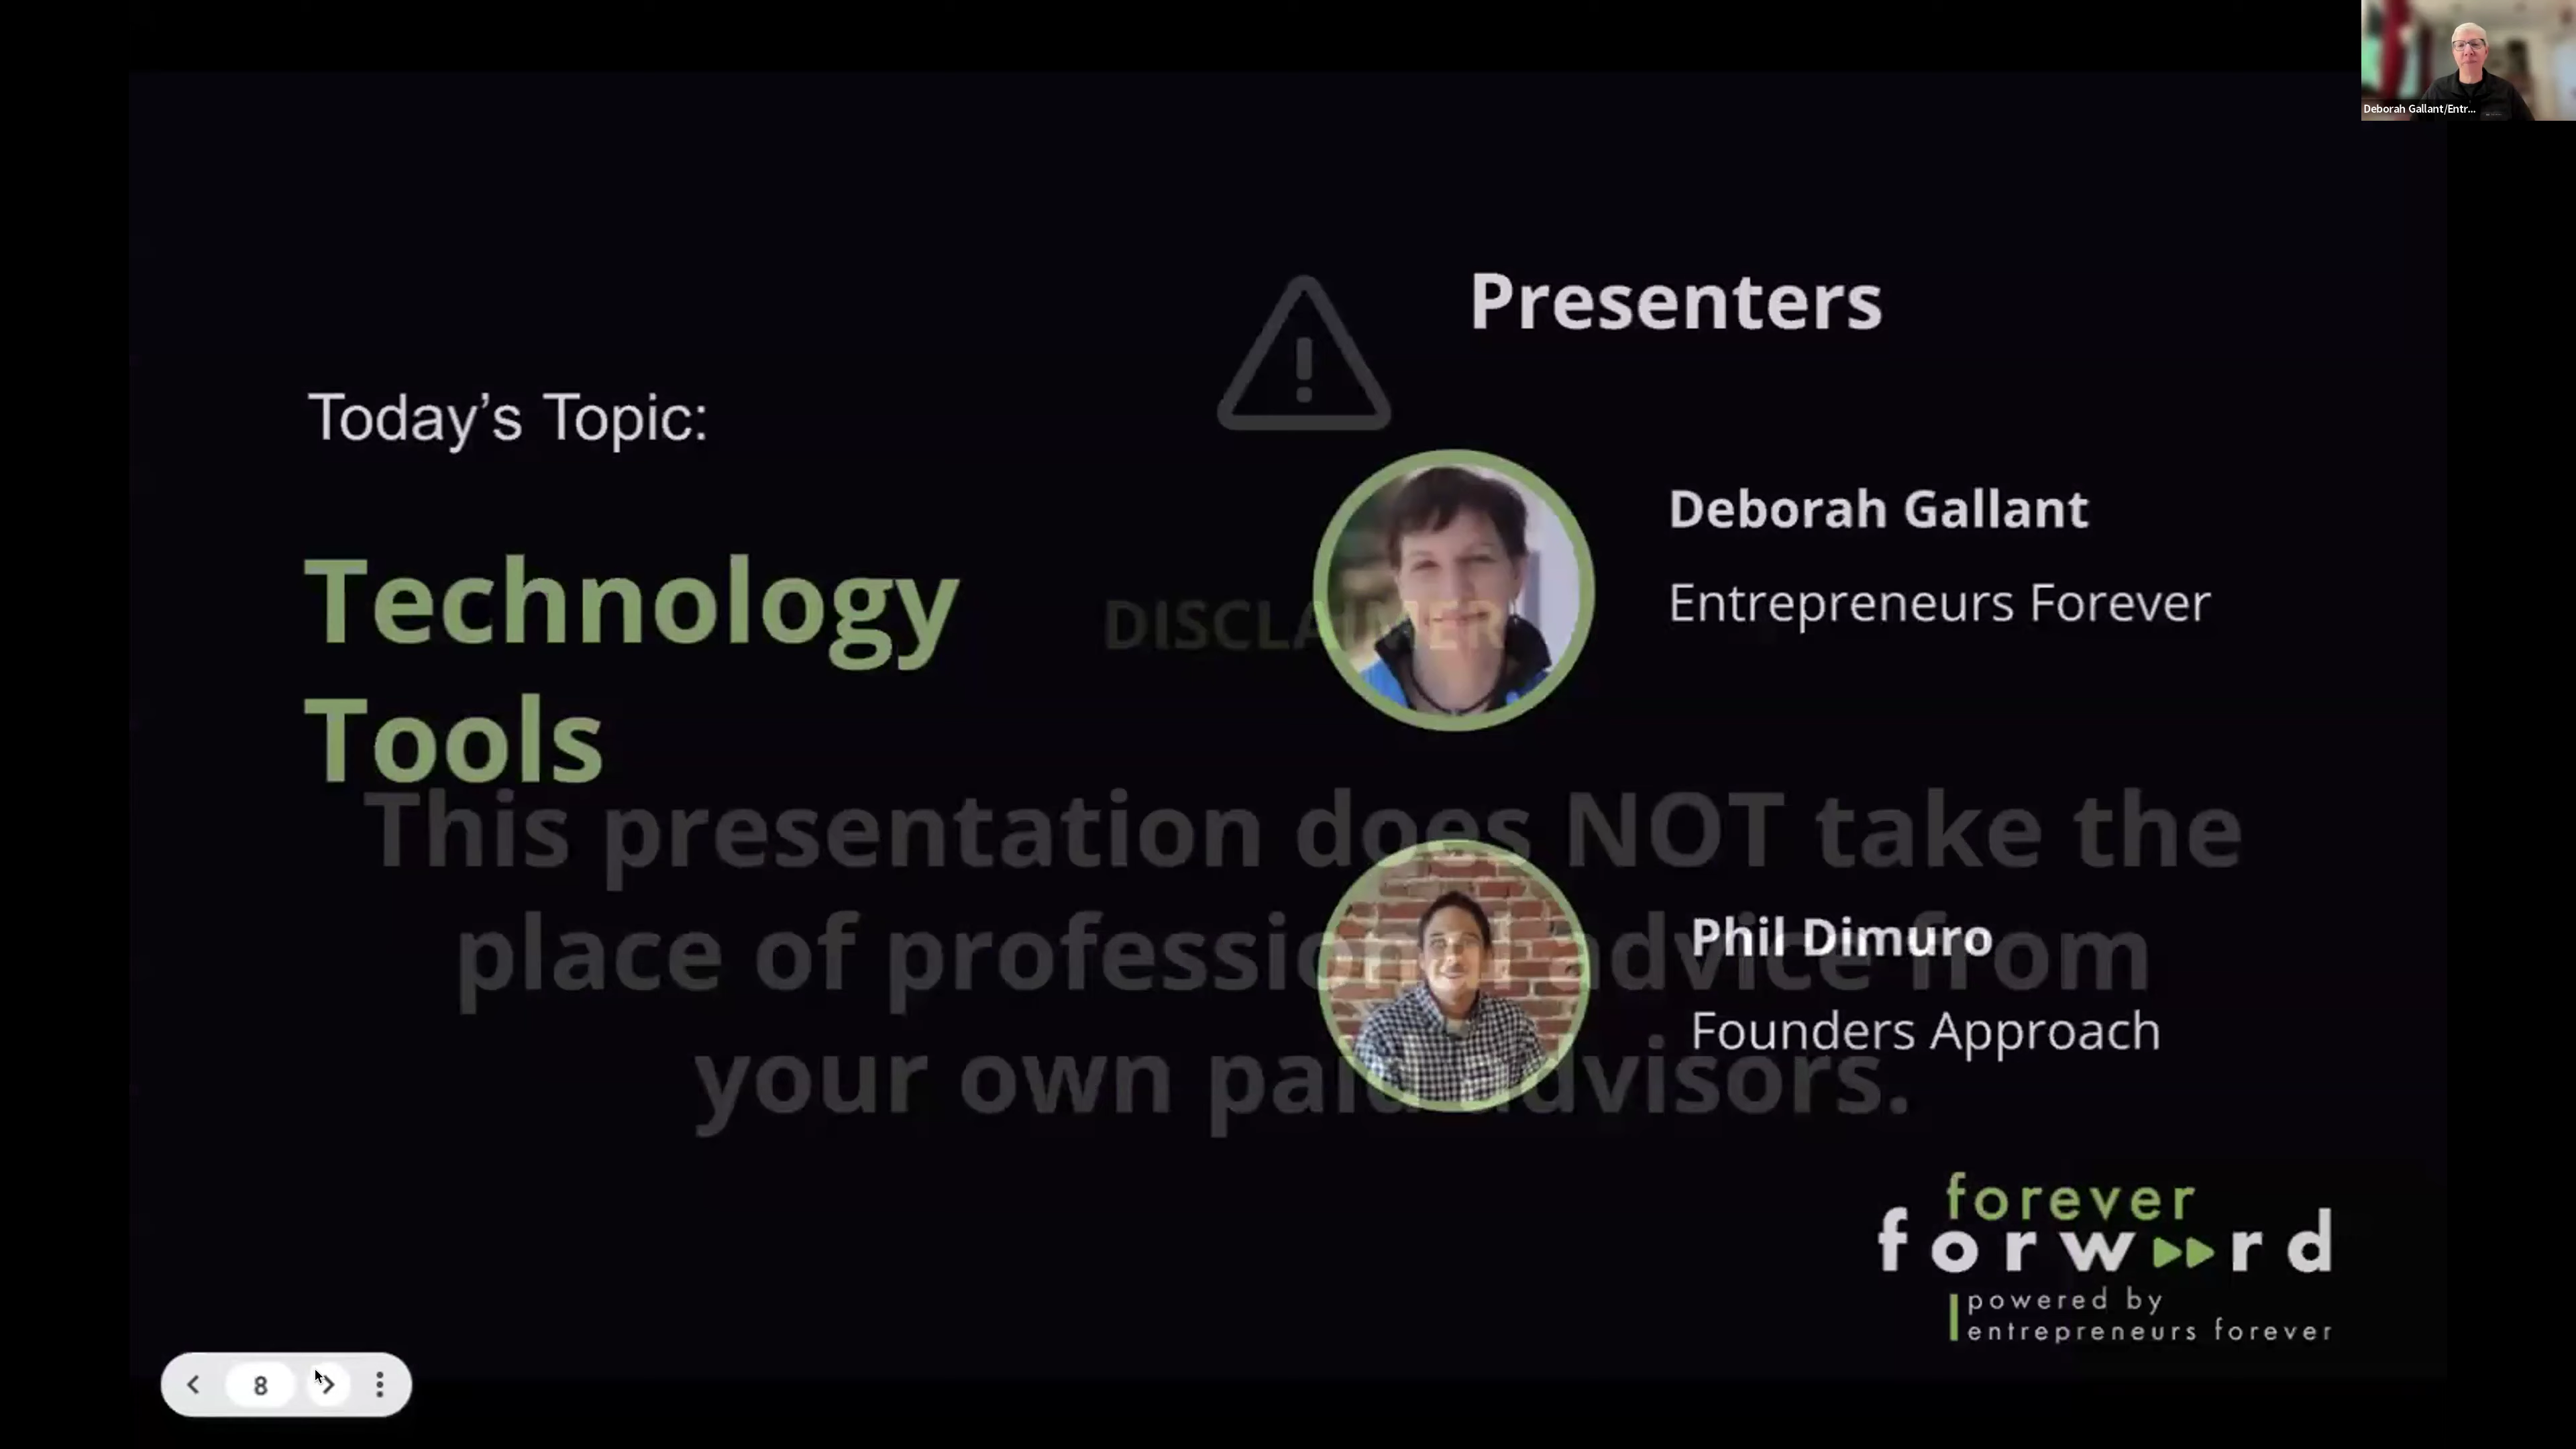 Deborah Gallant/Entr...
Presenters
Today's Topic:
Technology
Tools
Deborah Gallant
Entrepreneurs Forever
Phil Dimuro
Founders Approach
DISCLAIMER
This presentation does NOT take the
place of professional advice from
your own paid advisors.
forever
forw▶▶rd
powered by
entrepreneurs forever
8